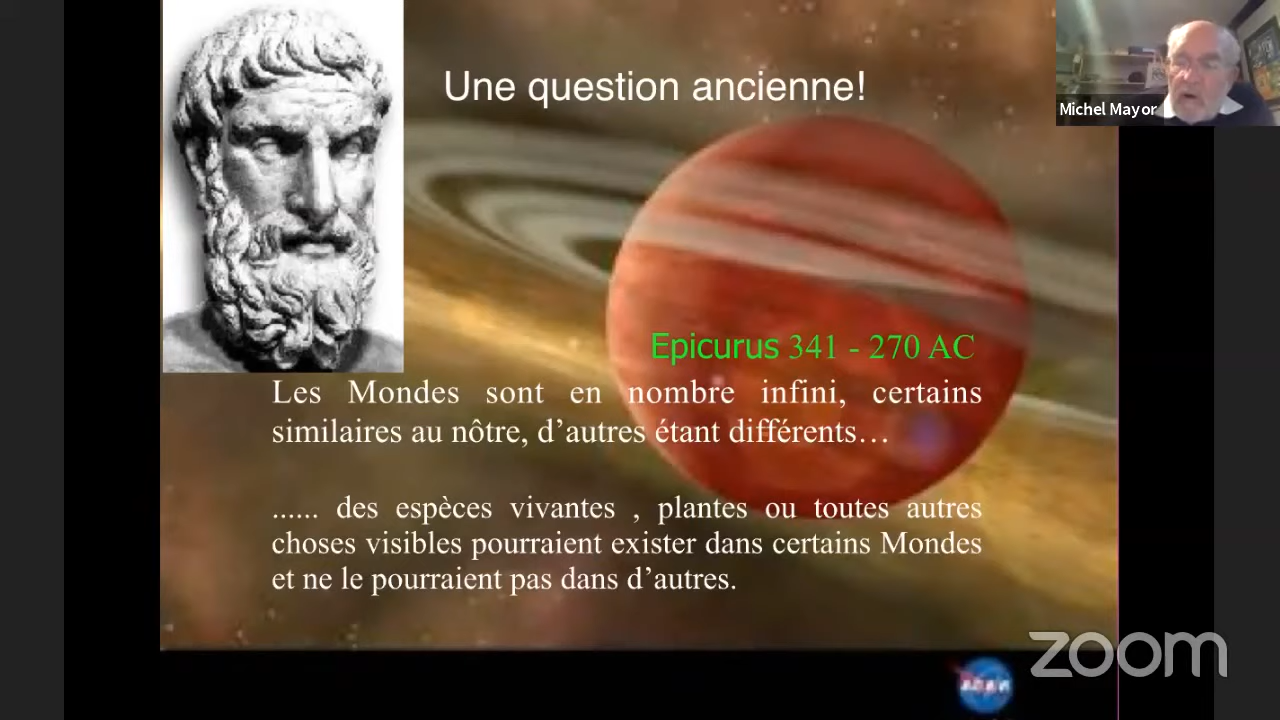 Une question ancienne!
Michel Mayor
Epicurus 341 - 270 AC
Les Mondes sont en nombre infini, certains
similaires au nôtre, d’autres étant différents…
...... des espèces vivantes , plantes ou toutes autres
choses visibles pourraient exister dans certains Mondes
et ne le pourraient pas dans d’autres.
zoom